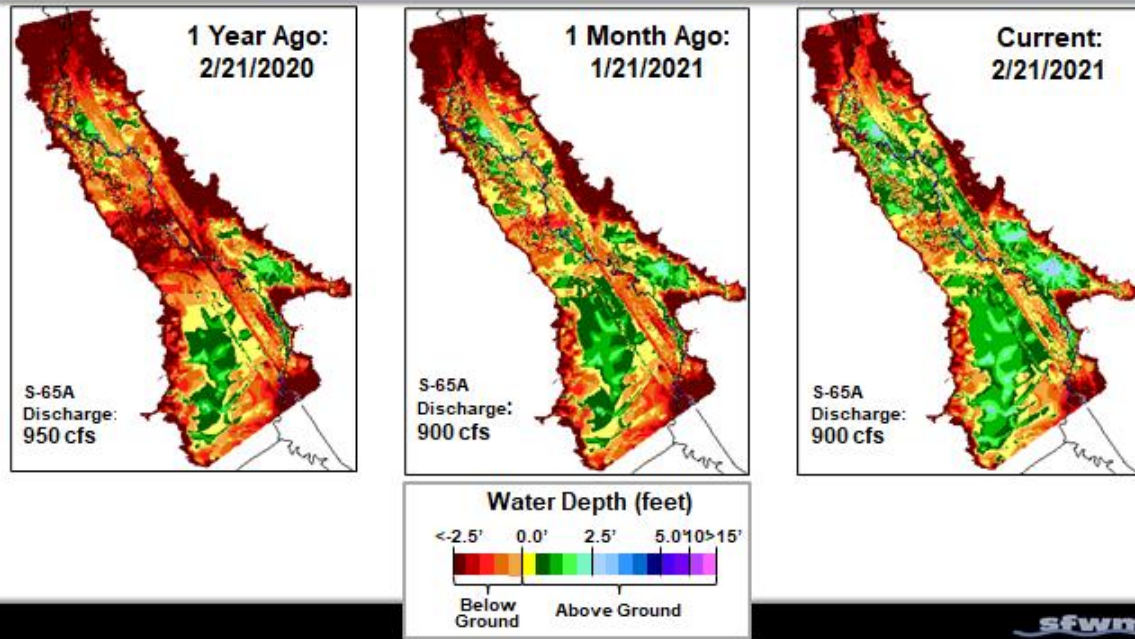 1 Year Ago:
2/21/2020
S-65A
Discharge:
950 cfs
1 Month Ago:
1/21/2021
S-65A
Discharge:
900 cfs
Current:
2/21/2021
S-65A
Discharge:
900 cfs
Water Depth (feet)
<-2.5' 0.0' 2.5' 5.0'10'>15'
Below
Ground
Above Ground
sfwm